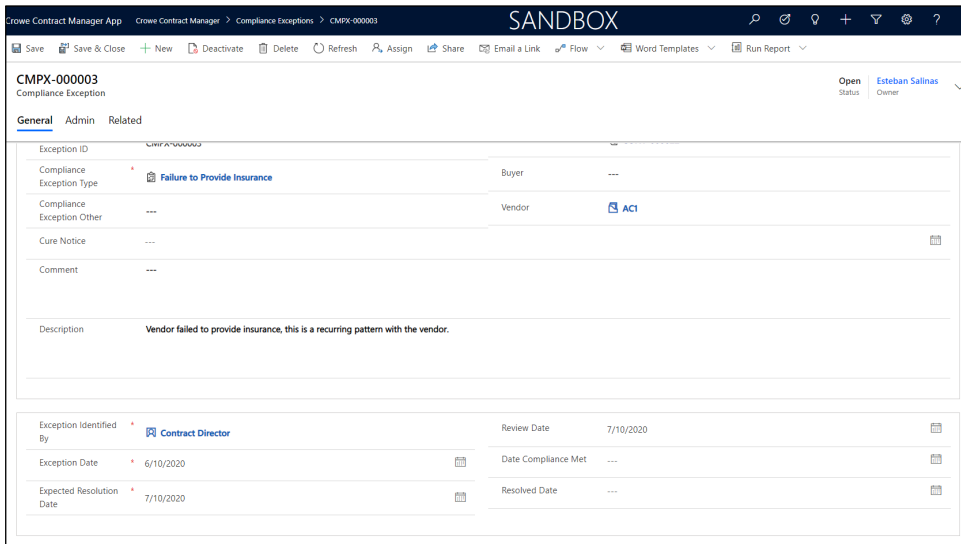 Crowe Contract Manager App Crowe Contract Manager > Compliance Exceptions > CMPX-000003 SANDBOX
Save Save & Close New Deactivate Delete Refresh Assign Share Email a Link Flow Word Templates Run Report
CMPX-000003
Compliance Exception
Open Esteban Salinas
Status Owner
General Admin Related
Exception ID CMPX-000003
Compliance Exception Type * Failure to Provide Insurance
Buyer ---
Compliance Exception Other ---
Vendor AC1
Cure Notice ---
Comment ---
Description Vendor failed to provide insurance, this is a recurring pattern with the vendor.
Exception Identified By * Contract Director
Review Date 7/10/2020
Exception Date * 6/10/2020
Date Compliance Met ---
Expected Resolution Date * 7/10/2020
Resolved Date ---